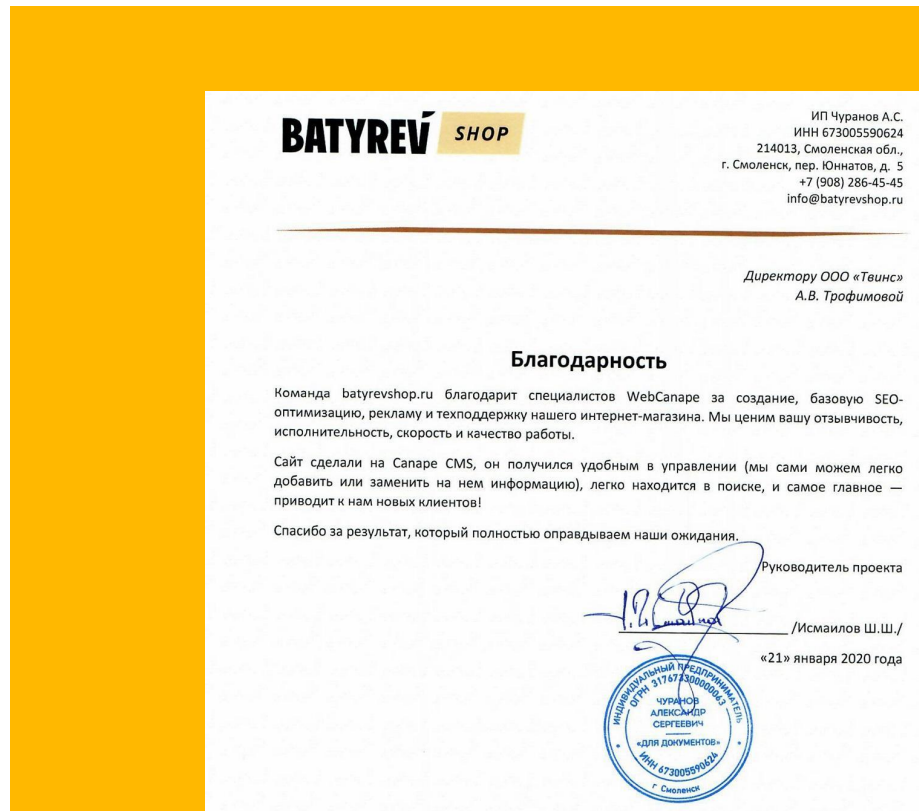 BATYREV SHOP
ИП Чуранов А.С.
ИНН 673005590624
214013, Смоленская обл.,
г. Смоленск, пер. Юннатов, д. 5
+7 (908) 286-45-45
info@batyrevshop.ru
Директору ООО «Твинс»
А.В. Трофимовой
Благодарность
Команда batyrevshop.ru благодарит специалистов WebCanape за создание, базовую SEO-
оптимизацию, рекламу и техподдержку нашего интернет-магазина. Мы ценим вашу отзывчивость,
исполнительность, скорость и качество работы.
Сайт сделали на Canape CMS, он получился удобным в управлении (мы сами можем легко
добавить или заменить на нем информацию), легко находится в поиске, и самое главное —
приводит к нам новых клиентов!
Спасибо за результат, который полностью оправдываем наши ожидания.
Руководитель проекта
/Исмаилов Ш.Ш./
«21» января 2020 года
ИНДИВИДУАЛЬНЫЙ ПРЕДПРИНИМАТЕЛЬ
ОГРН 317673300000063
ЧУРАНОВ
АЛЕКСАНДР
СЕРГЕЕВИЧ
«ДЛЯ ДОКУМЕНТОВ»
ИНН 673005590624
г Смоленск